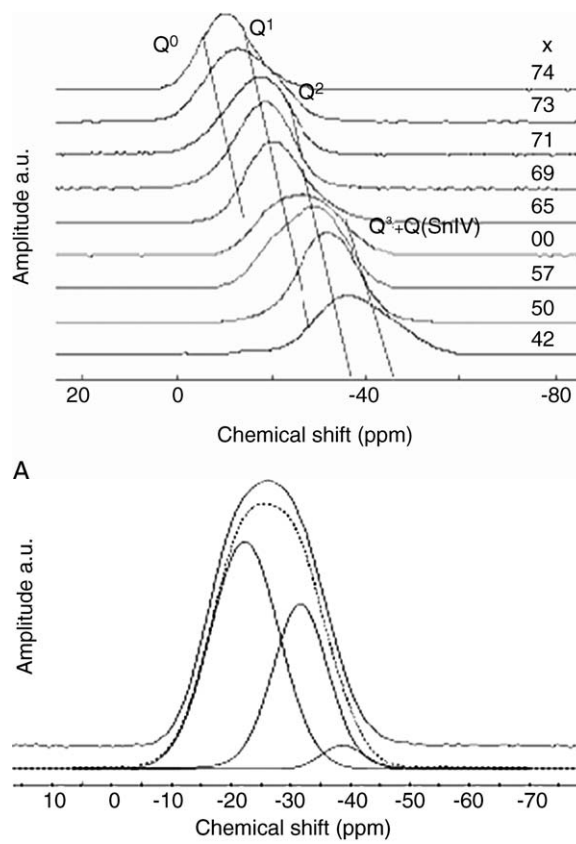 Q⁰
Q¹
x
74
Q²
73
71
69
65
Q³+Q(SnIV)
00
57
50
42
Amplitude a.u.
20 0 -40 -80
Chemical shift (ppm)
A
Amplitude a.u.
10 0 -20 -30 -40 -50 -60 -70
Chemical shift (ppm)